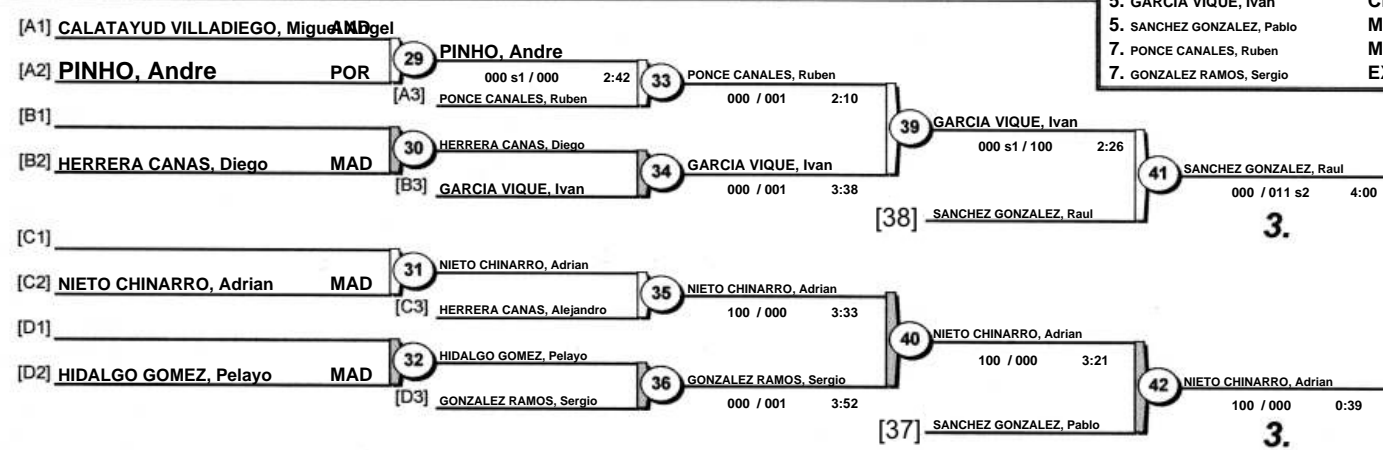 5. GARCIA VIQUE, Ivan
5. SANCHEZ GONZALEZ, Pablo M
7. PONCE CANALES, Ruben M
7. GONZALEZ RAMOS, Sergio
[A1] CALATAYUD VILLADIEGO, Miguel Angel AND
[A2] PINHO, Andre POR
29
PINHO, Andre
000 s1 / 000 2:42
[A3] PONCE CANALES, Ruben
33
PONCE CANALES, Ruben
000 / 001 2:10
[B1]
[B2] HERRERA CANAS, Diego MAD
30
HERRERA CANAS, Diego
[B3] GARCIA VIQUE, Ivan
34
GARCIA VIQUE, Ivan
000 / 001 3:38
39
GARCIA VIQUE, Ivan
000 s1 / 100 2:26
[38] SANCHEZ GONZALEZ, Raul
41
SANCHEZ GONZALEZ, Raul
000 / 011 s2 4:00
3.
[C1]
[C2] NIETO CHINARRO, Adrian MAD
31
NIETO CHINARRO, Adrian
[C3] HERRERA CANAS, Alejandro
35
NIETO CHINARRO, Adrian
100 / 000 3:33
[D1]
[D2] HIDALGO GOMEZ, Pelayo MAD
32
HIDALGO GOMEZ, Pelayo
[D3] GONZALEZ RAMOS, Sergio
36
GONZALEZ RAMOS, Sergio
000 / 001 3:52
40
NIETO CHINARRO, Adrian
100 / 000 3:21
[37] SANCHEZ GONZALEZ, Pablo
42
NIETO CHINARRO, Adrian
100 / 000 0:39
3.